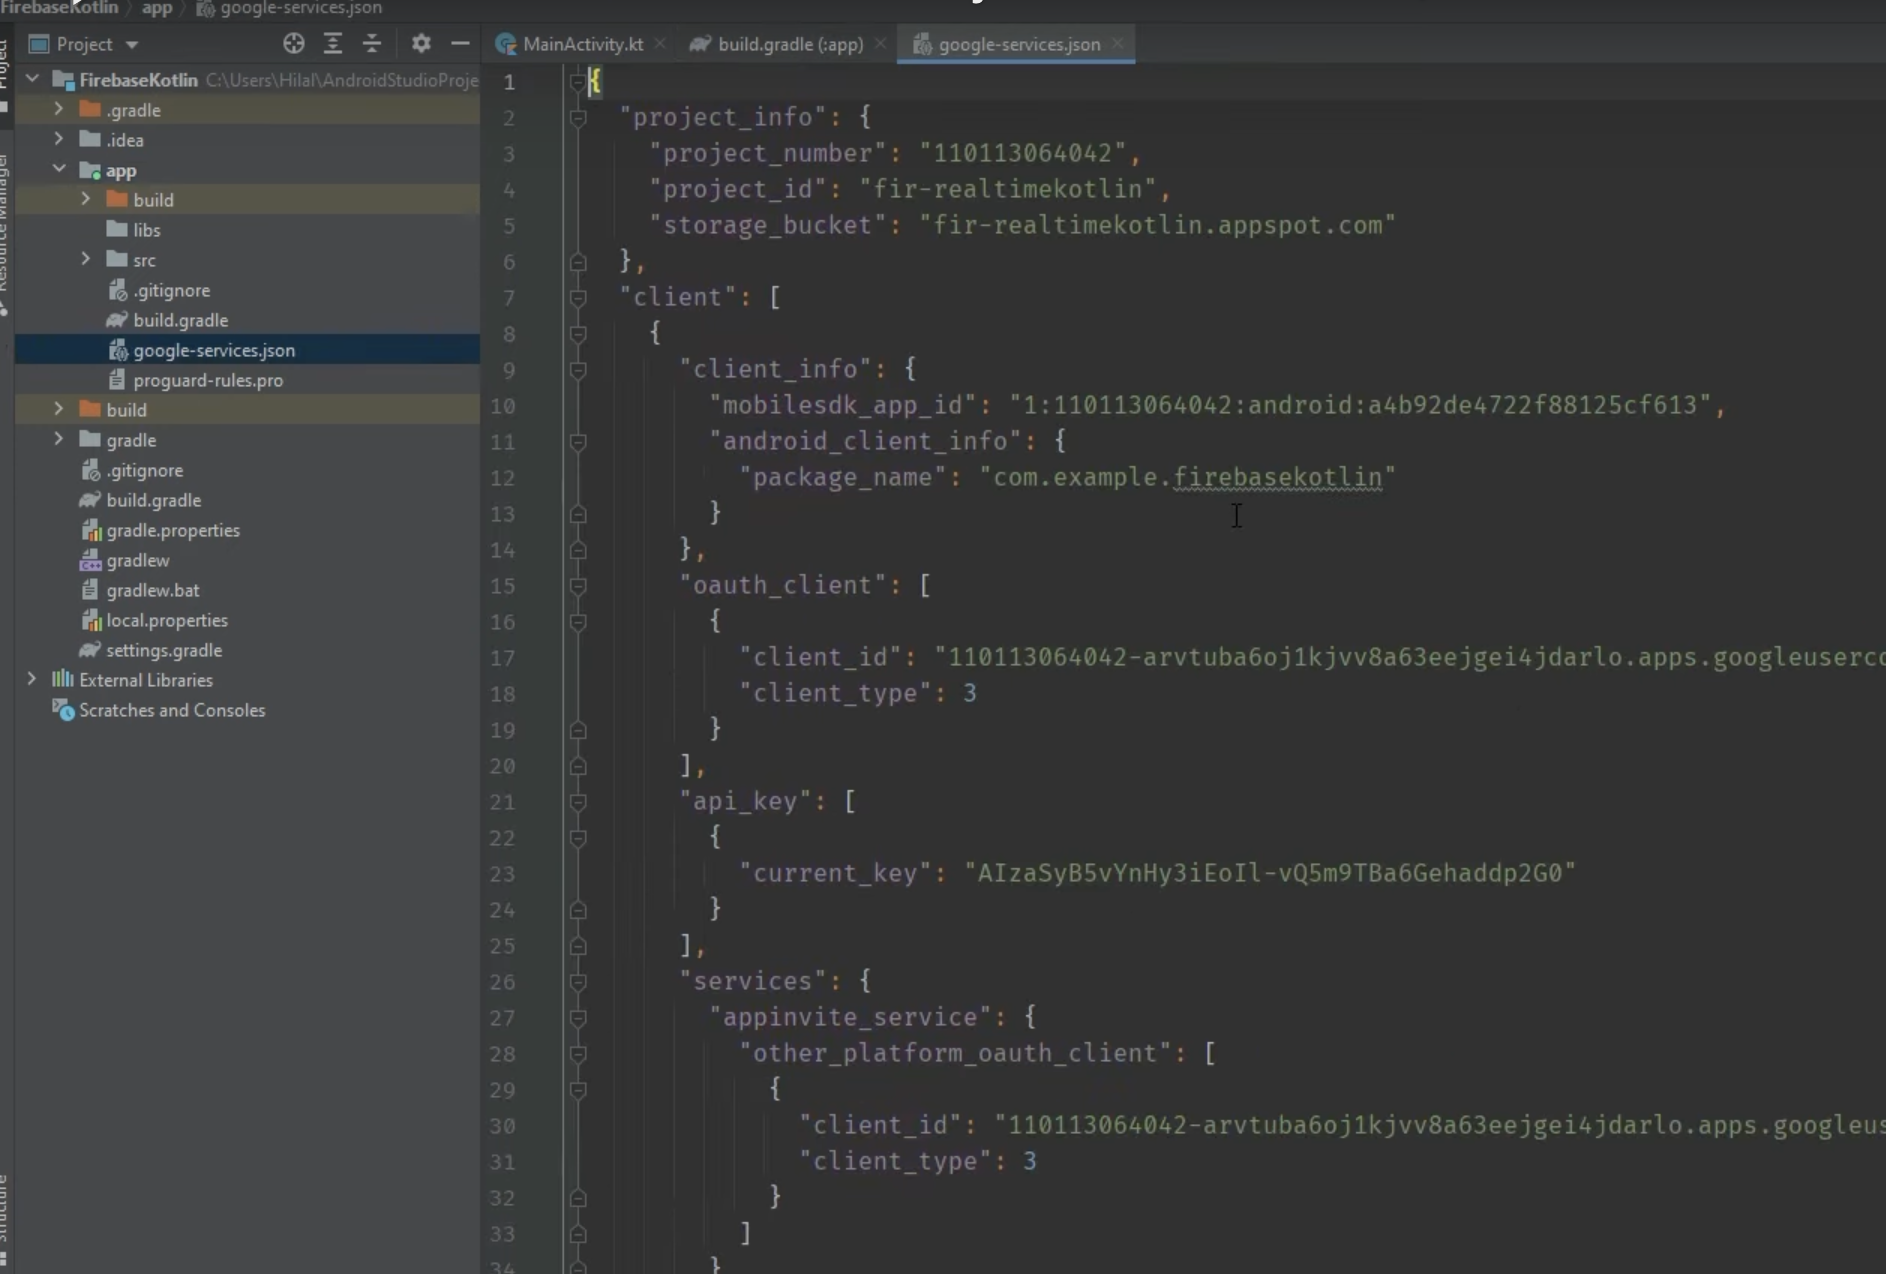 FirebaseKotlin app google-services.json
Project
MainActivity.kt build.gradle (:app) google-services.json
FirebaseKotlin C:\Users\Hilal\AndroidStudioProje
.gradle
.idea
app
build
libs
src
.gitignore
build.gradle
google-services.json
proguard-rules.pro
build
gradle
.gitignore
build.gradle
gradle.properties
gradlew
gradlew.bat
local.properties
settings.gradle
External Libraries
Scratches and Consoles
Project
Resource Manager
Structure
1 {
2 "project_info": {
3 "project_number": "110113064042",
4 "project_id": "fir-realtimekotlin",
5 "storage_bucket": "fir-realtimekotlin.appspot.com"
6 },
7 "client": [
8 {
9 "client_info": {
10 "mobilesdk_app_id": "1:110113064042:android:a4b92de4722f88125cf613",
11 "android_client_info": {
12 "package_name": "com.example.firebasekotlin"
13 }
14 },
15 "oauth_client": [
16 {
17 "client_id": "110113064042-arvtuba6oj1kjvv8a63eejgei4jdarlo.apps.googleuserco
18 "client_type": 3
19 }
20 ],
21 "api_key": [
22 {
23 "current_key": "AIzaSyB5vYnHy3iEoIl-vQ5m9TBa6Gehaddp2G0"
24 }
25 ],
26 "services": {
27 "appinvite_service": {
28 "other_platform_oauth_client": [
29 {
30 "client_id": "110113064042-arvtuba6oj1kjvv8a63eejgei4jdarlo.apps.googleus
31 "client_type": 3
32 }
33 ]
34 }